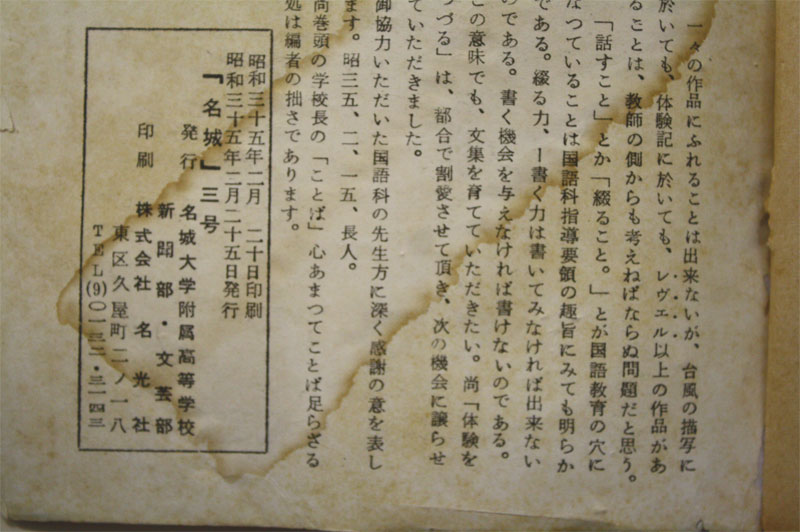 一々の作品にふれることは出来ないが、台風の描写に
於いても、体験記に於いても、レヴェル以上の作品があ
ることは、教師の側からも考えねばならぬ問題だと思う。
「話すこと」とか「綴ること。」とが国語教育の穴に
なつていることは国語科指導要領の趣旨にみても明らか
である。綴る力、ー書く力は書いてみなければ出来ない
のである。書く機会を与えなければ書けないのである。
この意味でも、文集を育てていただきたい。尚「体験を
つづる」は、都合で割愛させて頂き、次の機会に譲らせ
ていただきました。
御協力いただいた国語科の先生方に深く感謝の意を表し
ます。昭三五、二、一五、長人。
尚巻頭の学校長の「ことば」心あまつてことば足らざる
処は編者の拙さであります。
昭和三十五年二月 二十日印刷
昭和三十五年二月二十五日発行
「名城」三号
発行 名城大学附属高等学校
新聞部・文芸部
印刷 株式会社 名光社
東区久屋町二ノ一八
TEL(9)〇一三二・三一四三